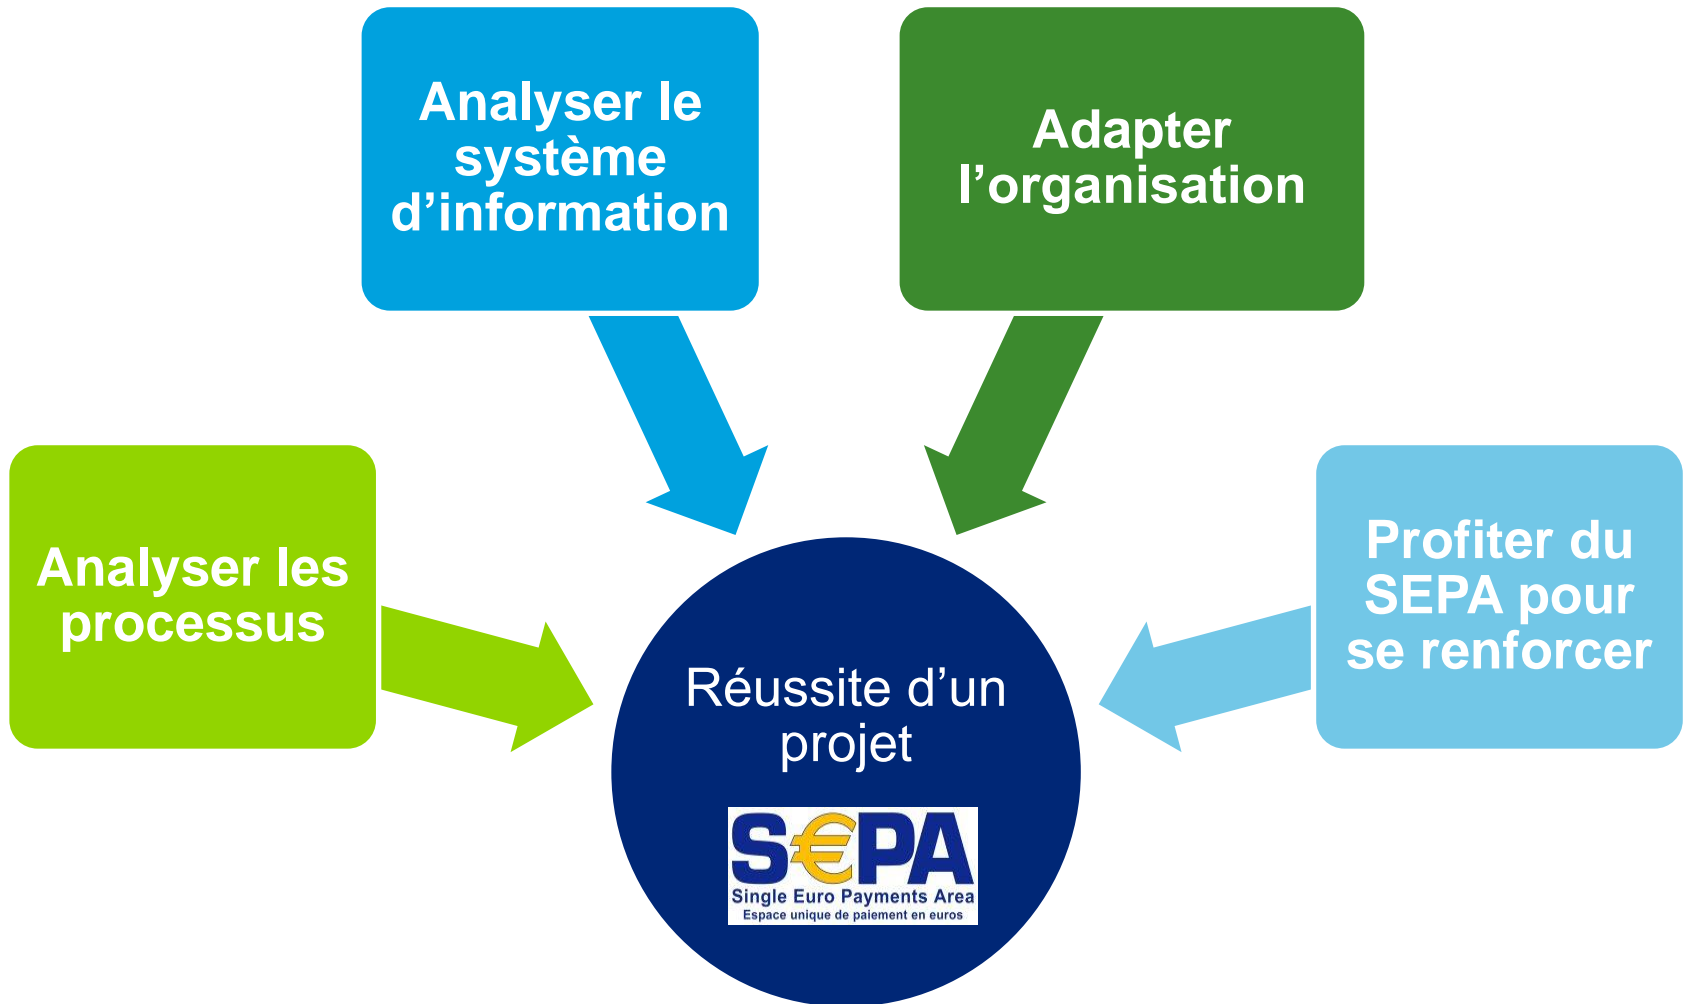 Analyser le
système
d’information
Adapter
l’organisation
Analyser les
processus
Profiter du
SEPA pour
se renforcer
Réussite d’un
projet
S€PA
Single Euro Payments Area
Espace unique de paiement en euros